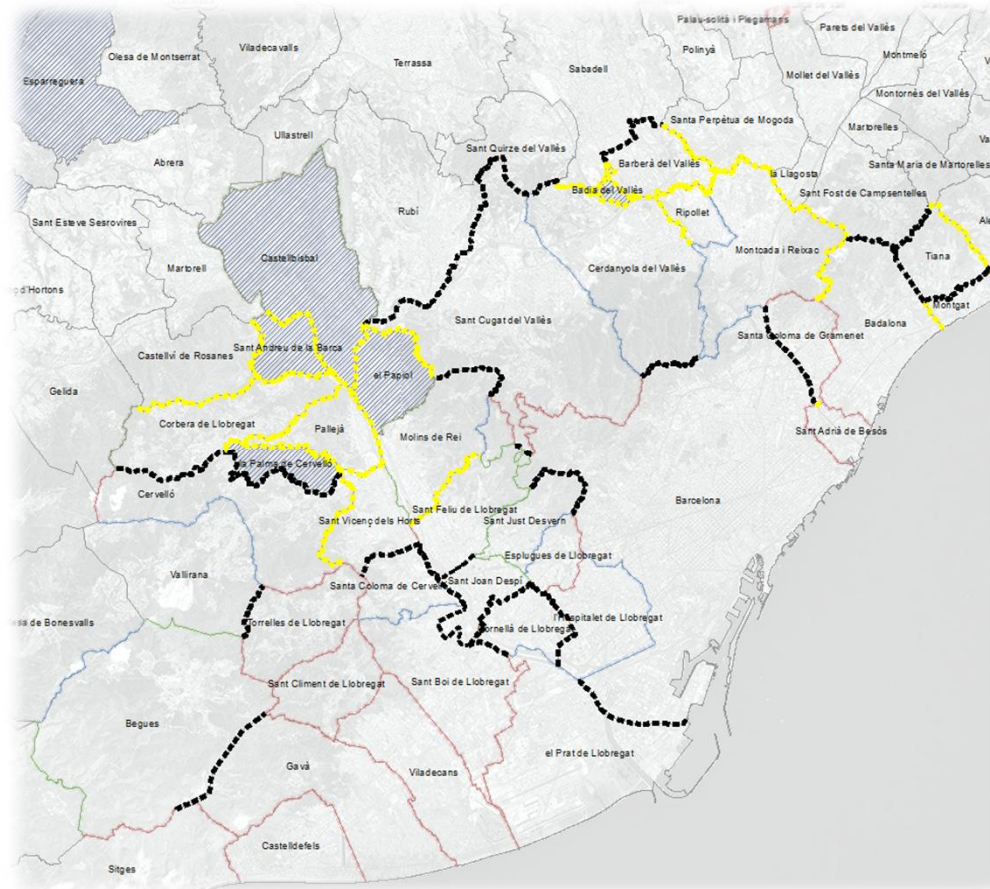 Palau-solità i Plegamans
Parets del Vallès
Viladecavalls
Olesa de Montserrat
Polinyà
Montmeló
Terrassa
Sabadell
Mollet del Vallès
Esparreguera
Montornès del Vallès
Santa Perpètua de Mogoda
Martorelles
Ullastrell
Sant Quirze del Vallès
Abrera
Barberà del Vallès
Santa Maria de Martorelles
la Llagosta
Badia del Vallès
Sant Fost de Campsentelles
Rubí
Ripollet
Sant Esteve Sesrovires
Montcada i Reixac
Tiana
Castellbisbal
Martorell
Cerdanyola del Vallès
d'Hortons
Montgat
Sant Cugat del Vallès
Badalona
Santa Coloma de Gramenet
Sant Andreu de la Barca
Castellví de Rosanes
el Papiol
Gelida
Corbera de Llobregat
Pallejà
Sant Adrià de Besòs
Molins de Rei
la Palma de Cervelló
Cervelló
Barcelona
Sant Feliu de Llobregat
Sant Vicenç dels Horts
Sant Just Desvern
Esplugues de Llobregat
Vallirana
Santa Coloma de Cervel
Sant Joan Despí
l'Hospitalet de Llobregat
sa de Bonesvalls
Torrelles de Llobregat
Cornellà de Llobregat
Sant Climent de Llobregat
Sant Boi de Llobregat
Begues
el Prat de Llobregat
Gavà
Viladecans
Castelldefels
Sitges